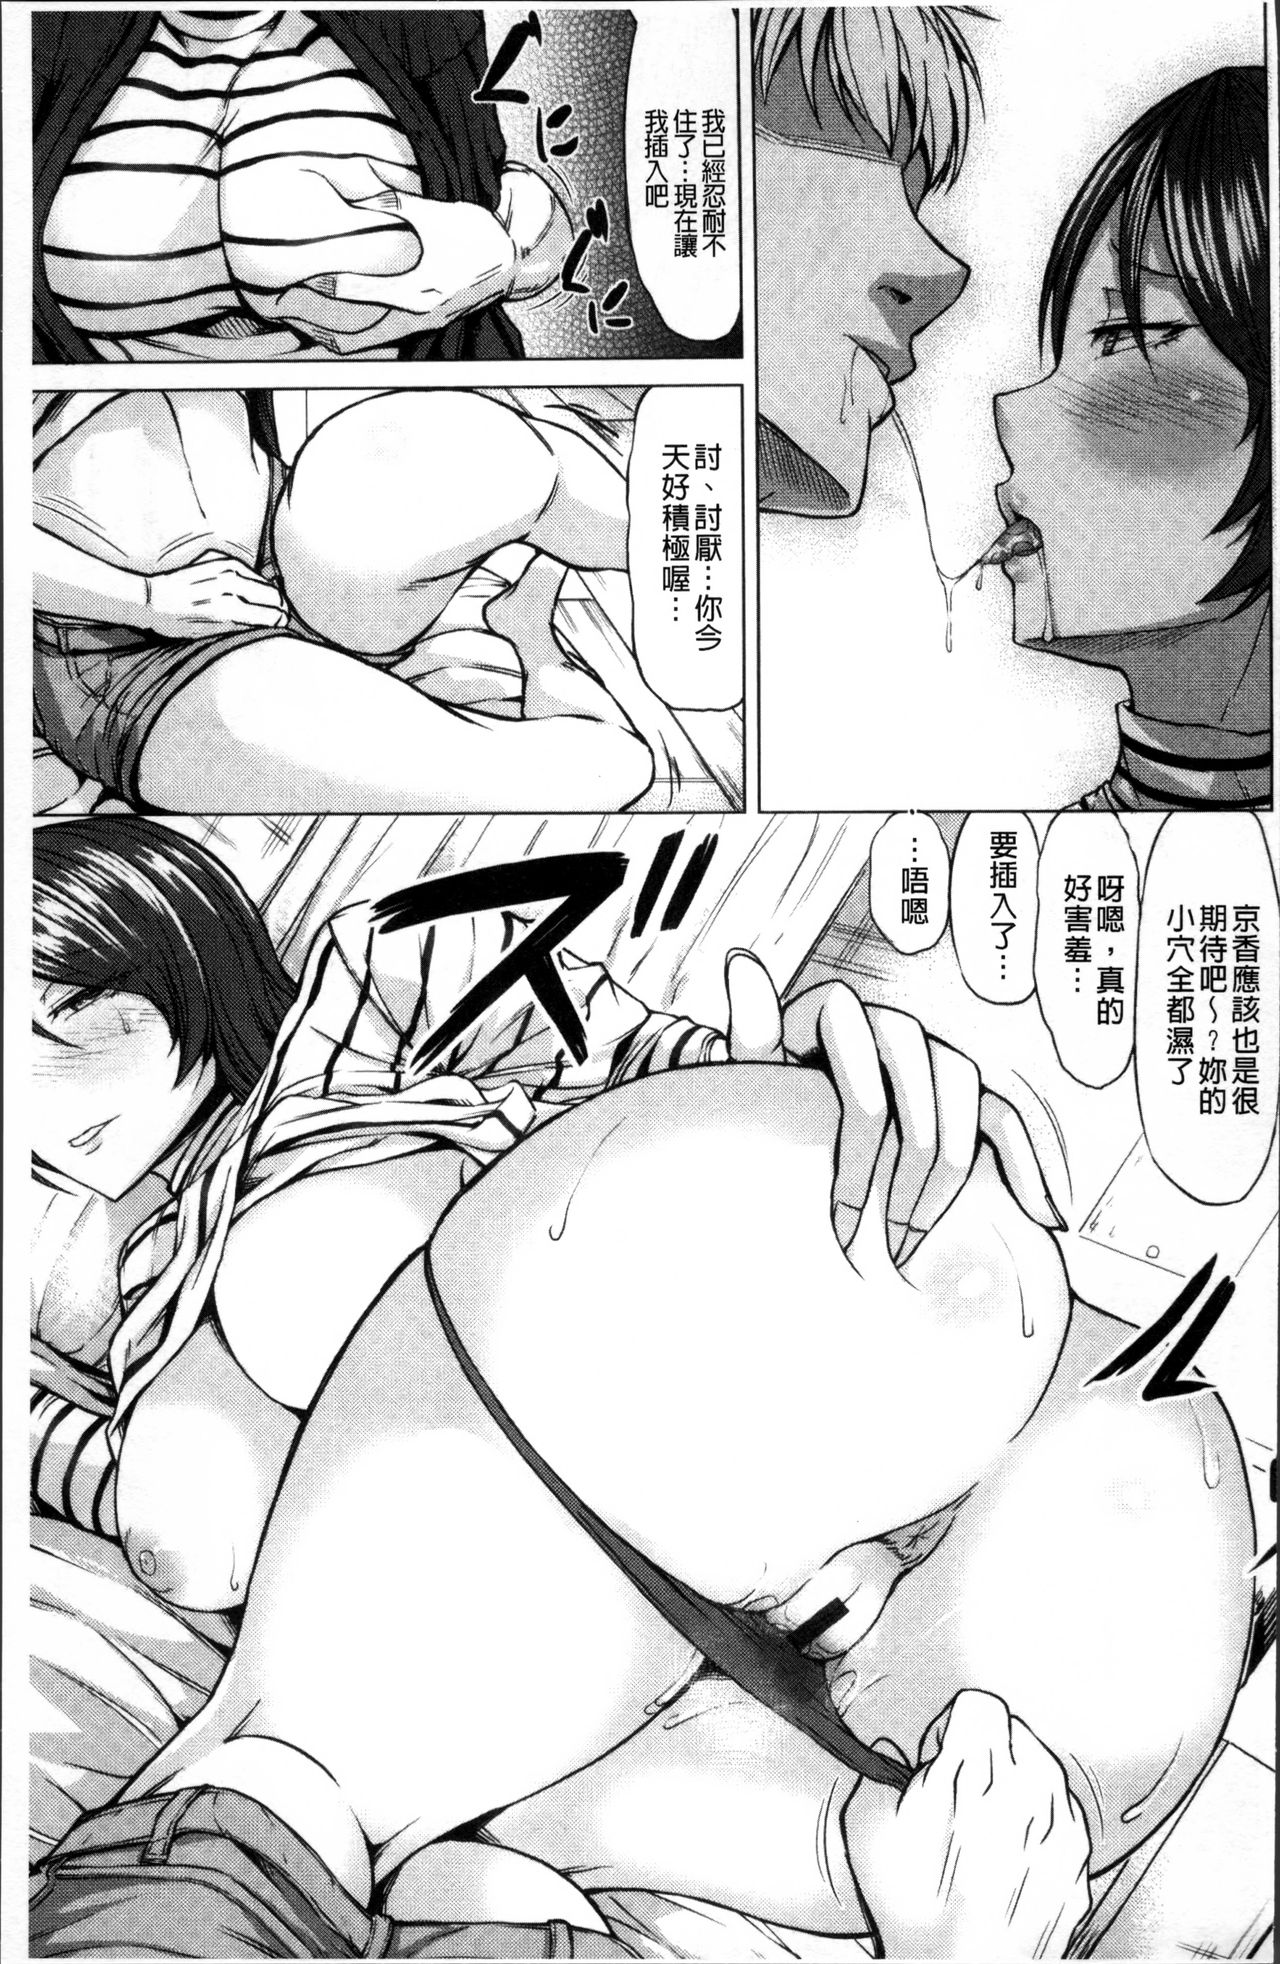 我已經忍耐不
住了…現在讓
我插入吧
討、討厭…你今
天好積極喔…
京香應該也是很
期待吧～？妳的
小穴全都濕了
呀嗯，真的
好害羞…
要插入了…
…唔嗯